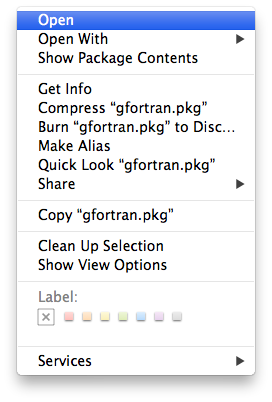 Open
Open With
Show Package Contents
Get Info
Compress “gfortran.pkg”
Burn “gfortran.pkg” to Disc…
Make Alias
Quick Look “gfortran.pkg”
Share
Copy “gfortran.pkg”
Clean Up Selection
Show View Options
Label:
Services